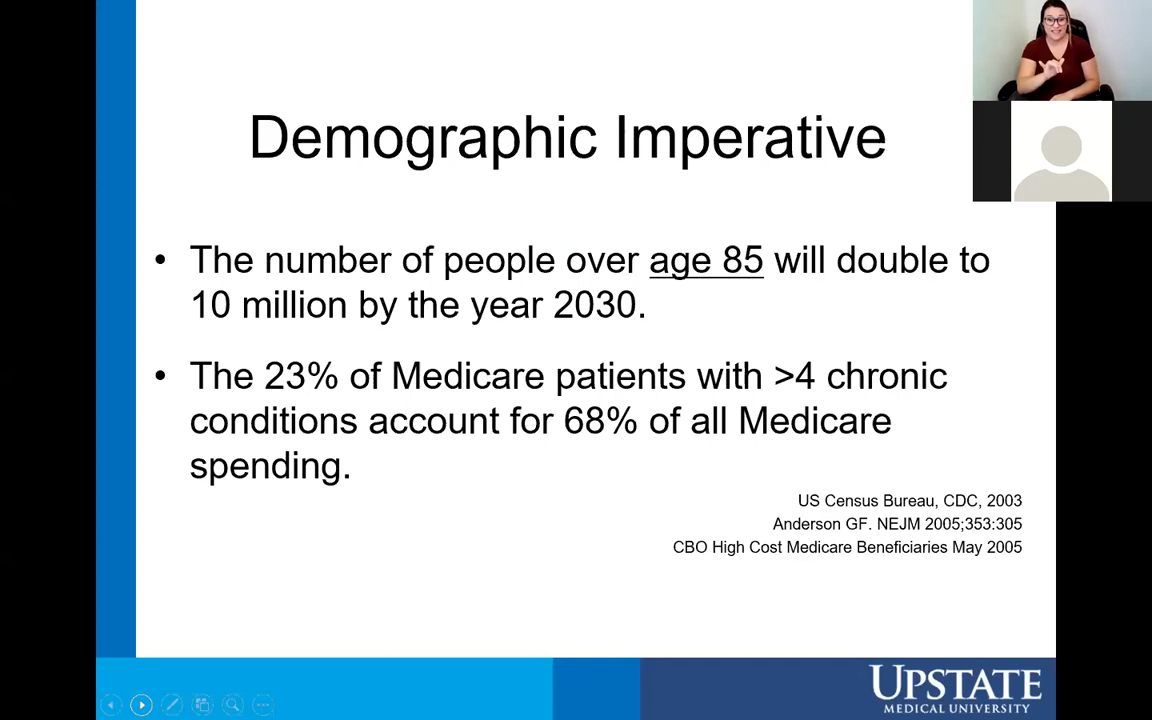 Demographic Imperative
• The number of people over age 85 will double to
10 million by the year 2030.
• The 23% of Medicare patients with >4 chronic
conditions account for 68% of all Medicare
spending.
US Census Bureau, CDC, 2003
Anderson GF. NEJM 2005;353:305
CBO High Cost Medicare Beneficiaries May 2005
UPSTATE
MEDICAL UNIVERSITY